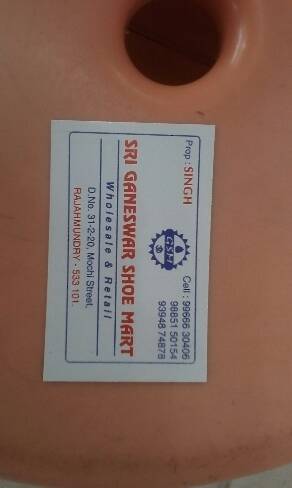 Prop : SINGH
Cell : 99666 30406
98851 50154
93948 74878
SRI GANESWAR SHOE MART
Wholesale & Retail
D.No. 31-2-20, Mochi Street,
RAJAHMUNDRY - 533 101.